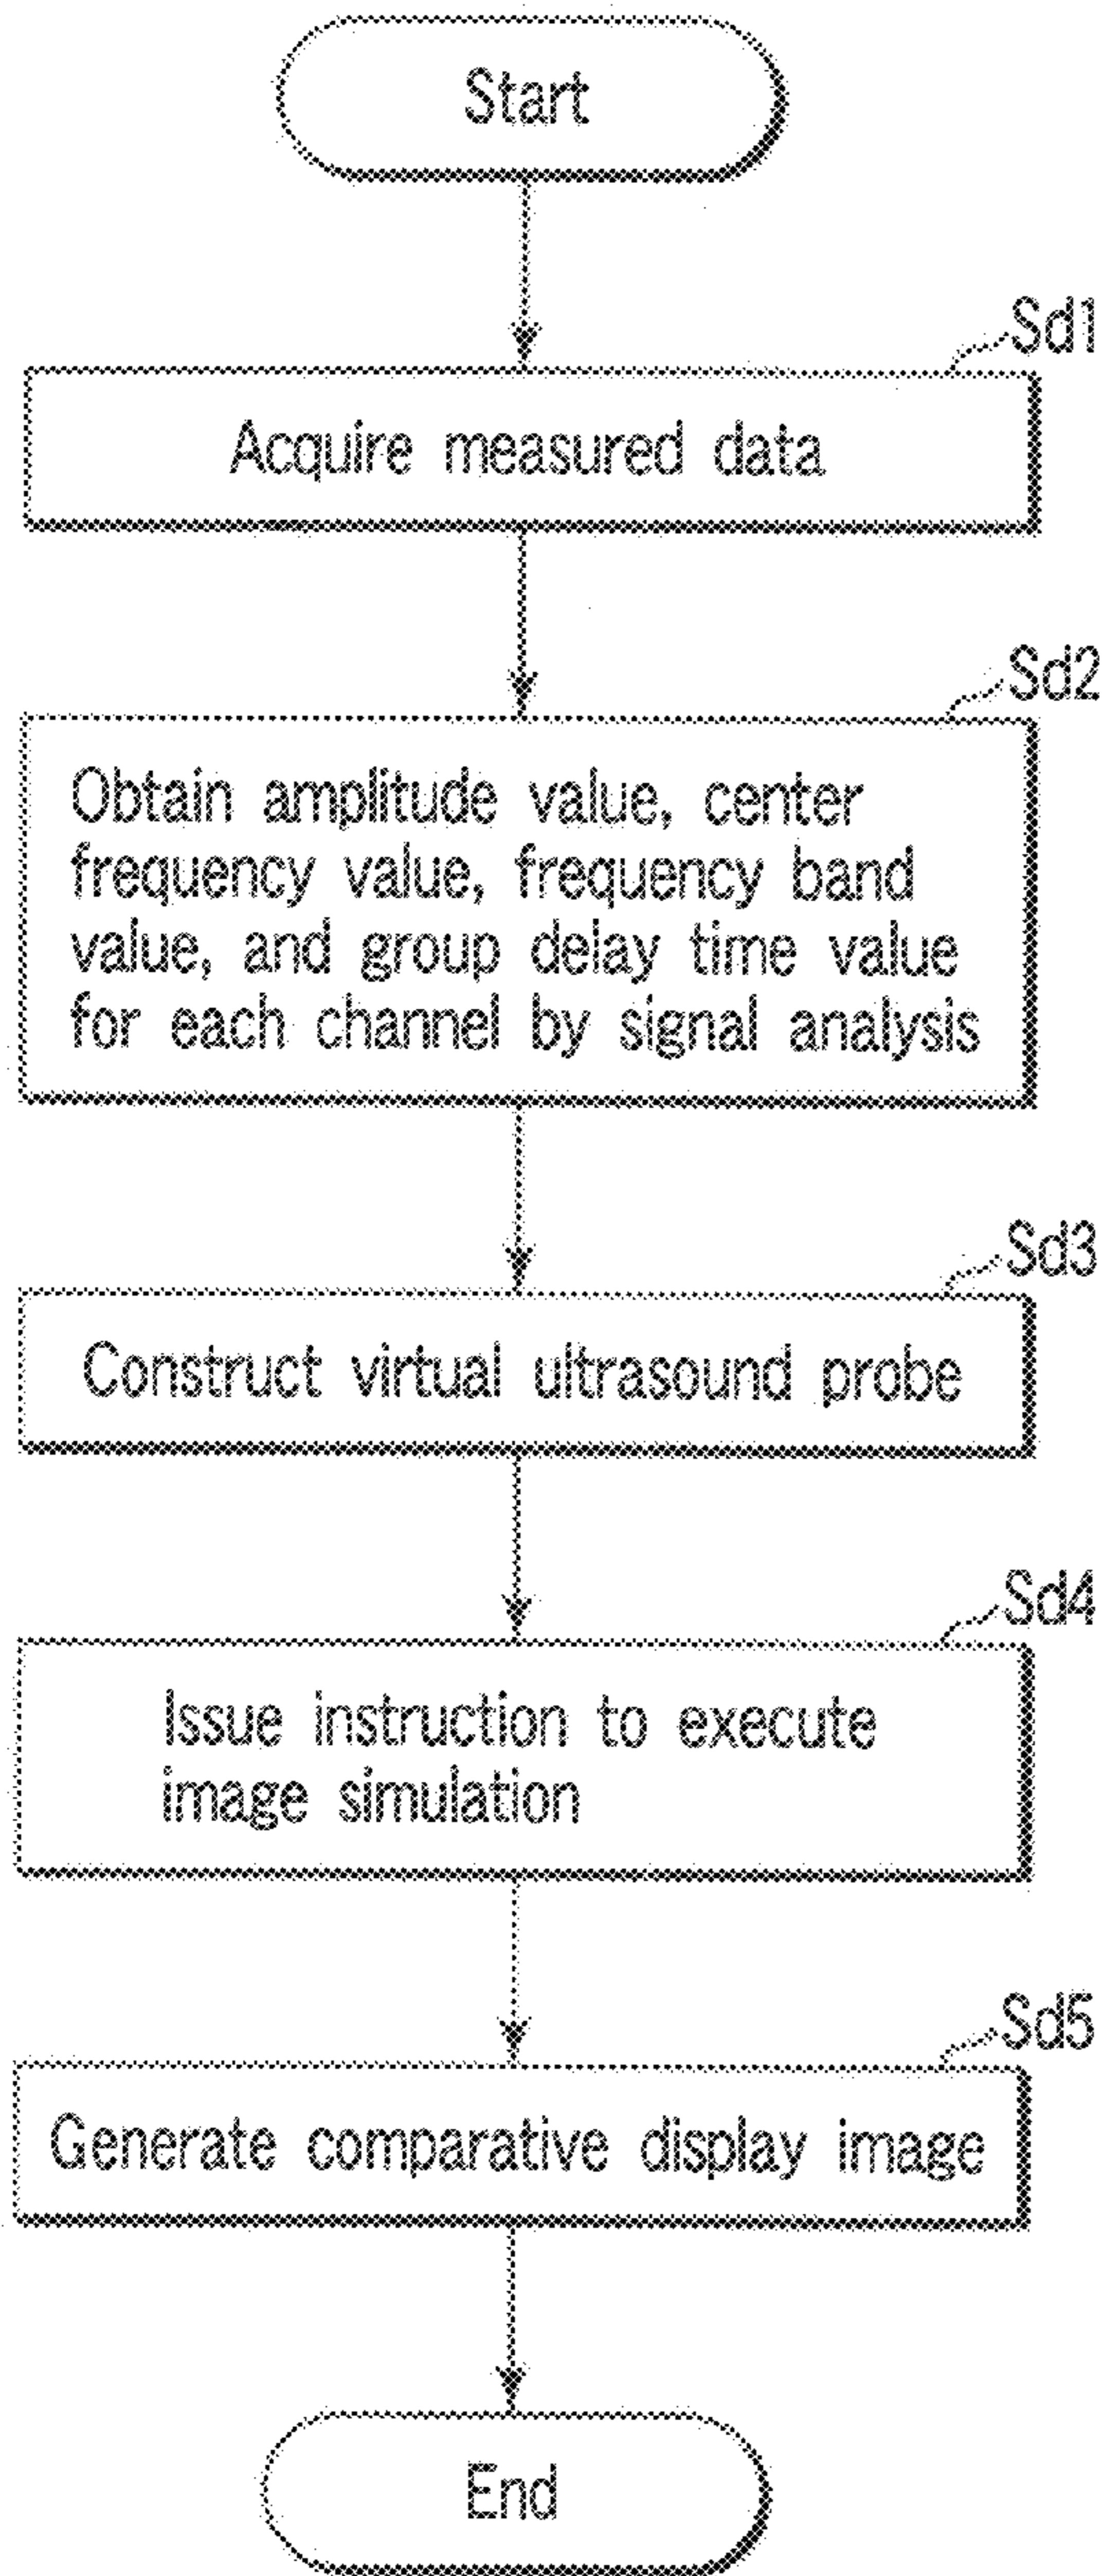 Start
Sd1
Acquire measured data
Sd2
Obtain amplitude value, center
frequency value, frequency band
value, and group delay time value
for each channel by signal analysis
Sd3
Construct virtual ultrasound probe
Sd4
Issue instruction to execute
image simulation
Sd5
Generate comparative display image
End